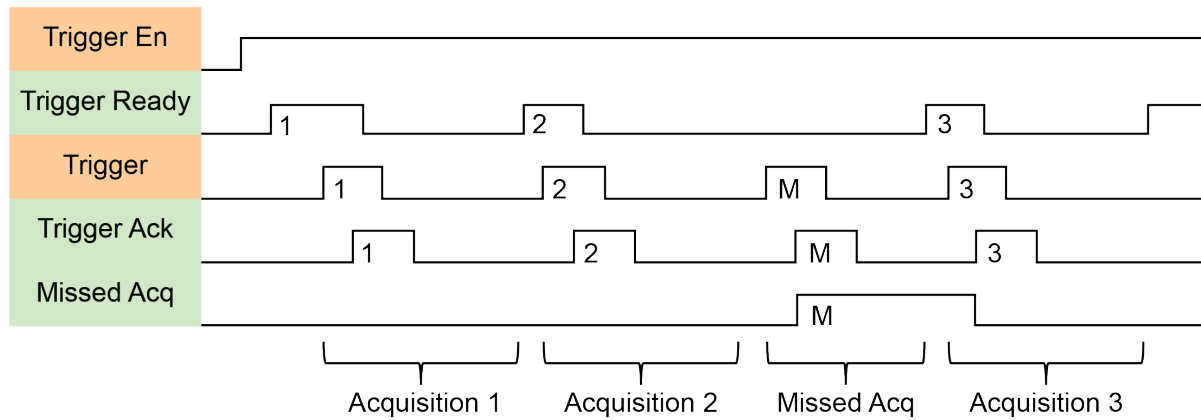 Trigger En
Trigger Ready
1
2
3
Trigger
1
2
M
3
Trigger Ack
1
2
M
3
Missed Acq
M
Acquisition 1
Acquisition 2
Missed Acq
Acquisition 3